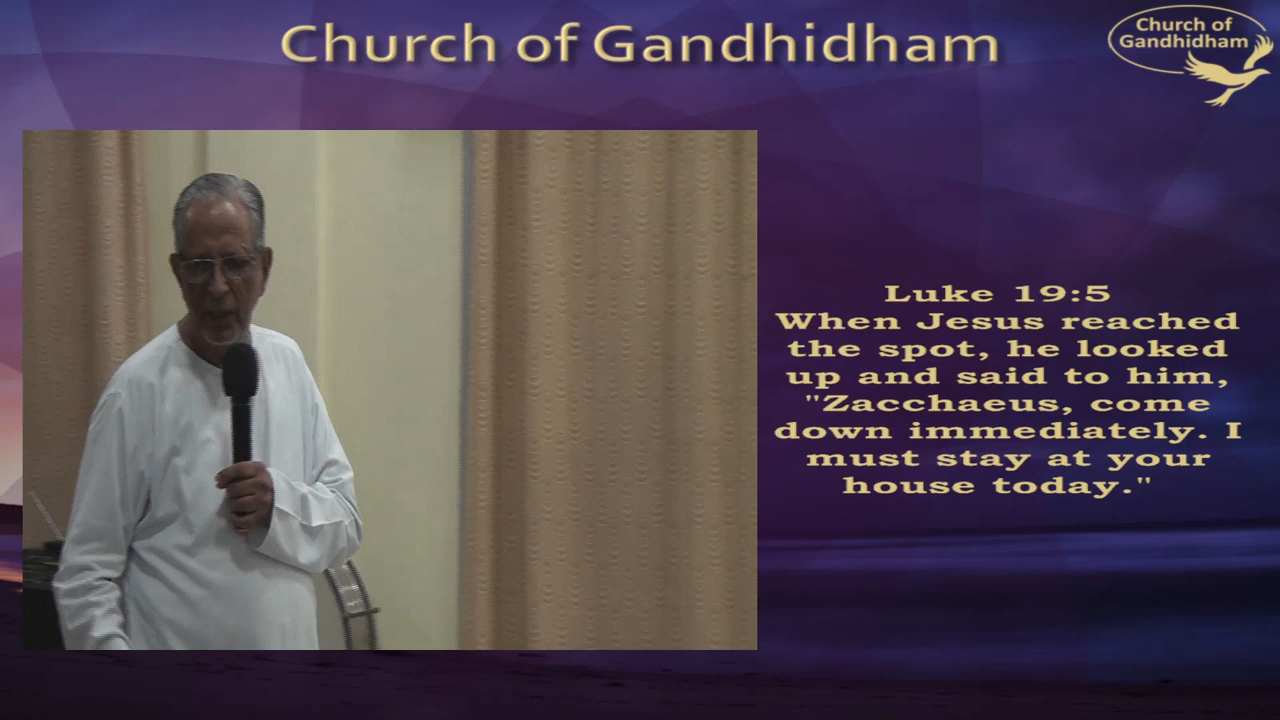 Church of Gandhidham
Church of
Gandhidham
Luke 19:5
When Jesus reached
the spot, he looked
up and said to him,
"Zacchaeus, come
down immediately. I
must stay at your
house today."